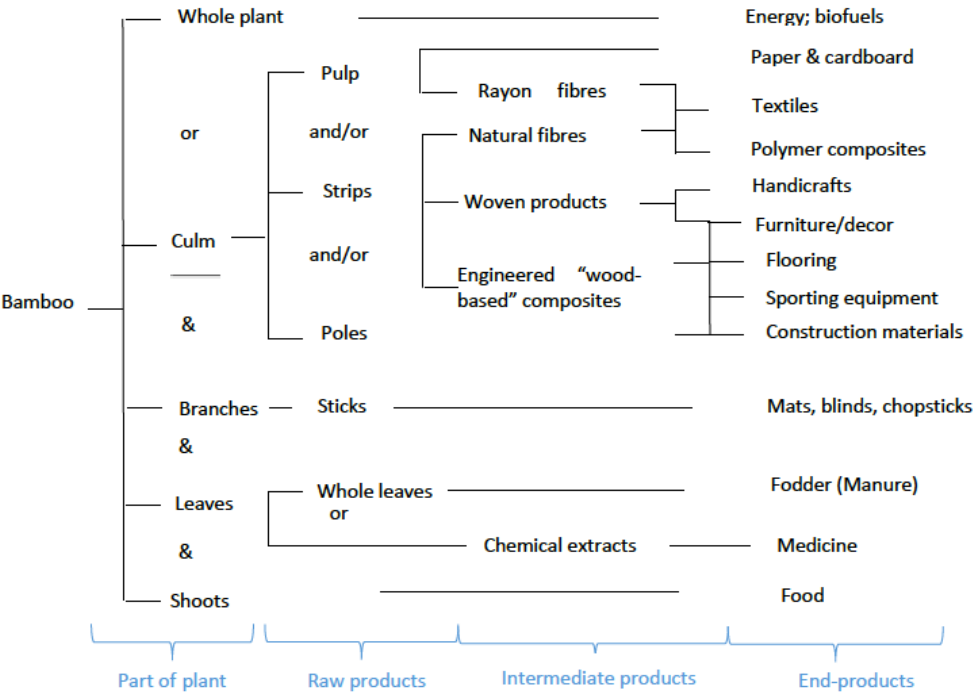 Whole plant
Energy; biofuels
Paper & cardboard
Pulp
Rayon fibres
Textiles
or
and/or
Natural fibres
Polymer composites
Strips
Handicrafts
Woven products
Furniture/decor
Culm
and/or
Flooring
Engineered "wood-
based" composites
Bamboo
Sporting equipment
&
Poles
Construction materials
Branches
Sticks
Mats, blinds, chopsticks
&
Whole leaves
Fodder (Manure)
Leaves
or
&
Chemical extracts
Medicine
Shoots
Food
Part of plant
Raw products
Intermediate products
End-products